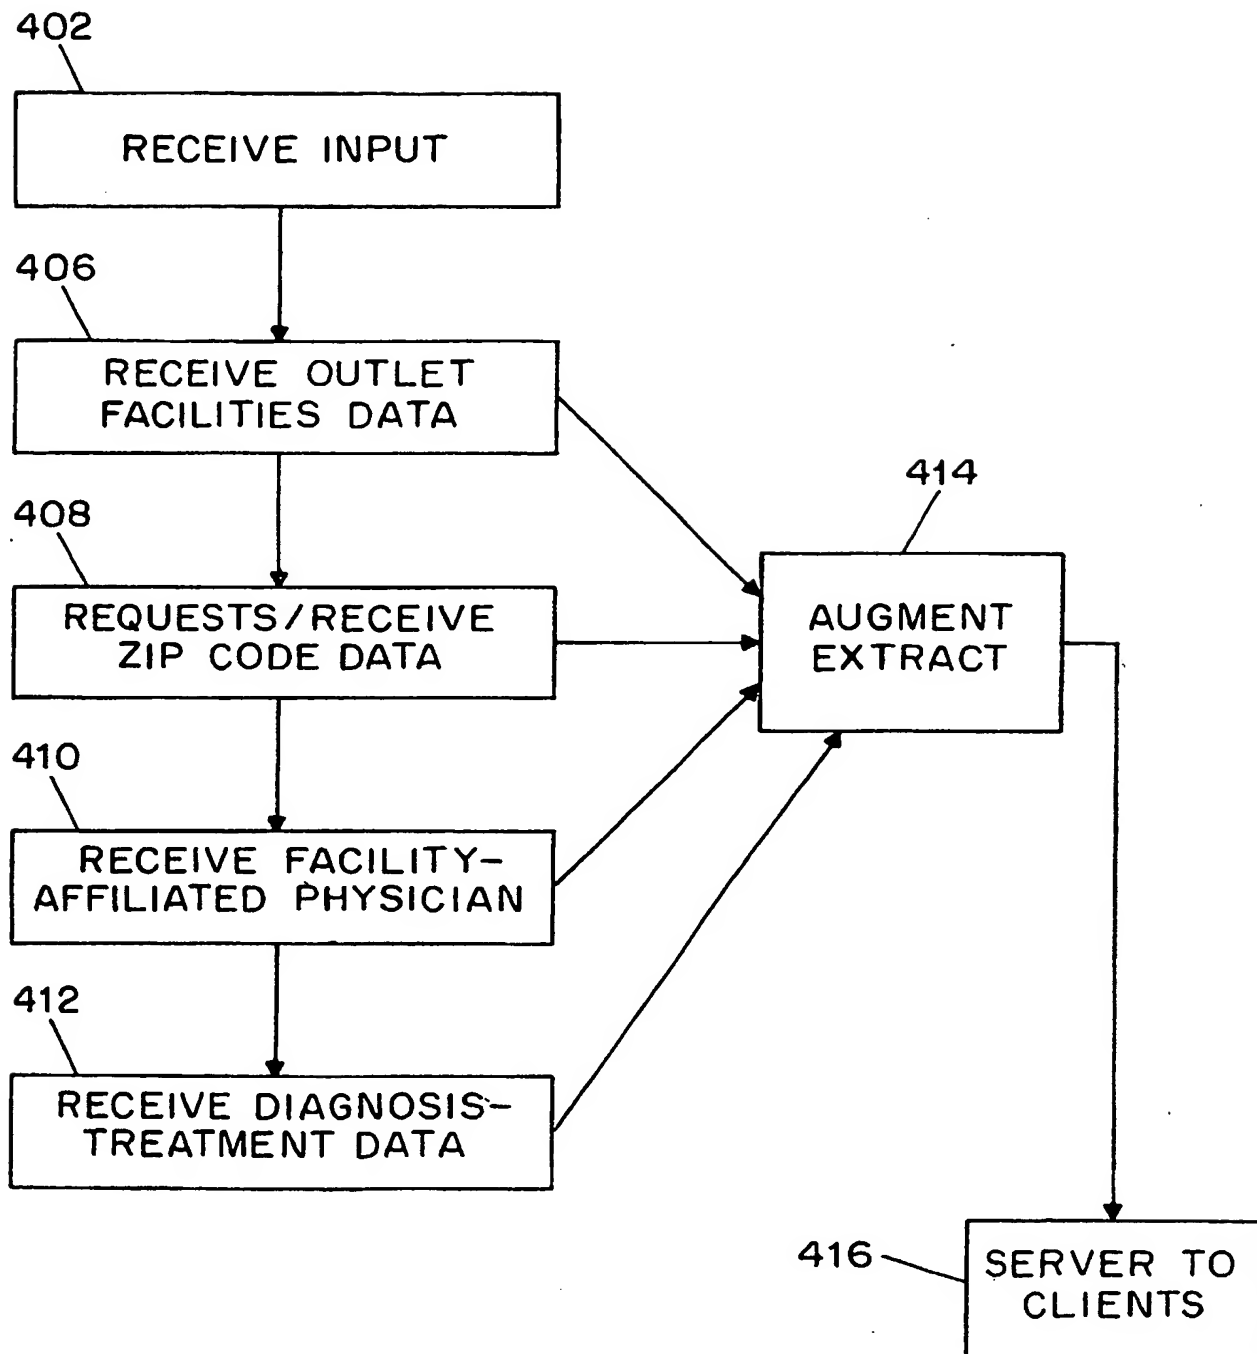 402
RECEIVE INPUT
406
RECEIVE OUTLET
FACILITIES DATA
408
REQUESTS/RECEIVE
ZIP CODE DATA
410
RECEIVE FACILITY-
AFFILIATED PHYSICIAN
412
RECEIVE DIAGNOSIS-
TREATMENT DATA
414
AUGMENT
EXTRACT
416
SERVER TO
CLIENTS